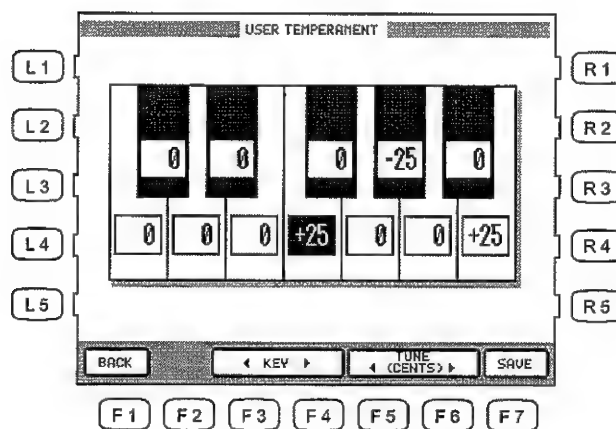 USER TEMPERAMENT
L1
R1
L2
R2
0 0 0 -25 0
L3
R3
0 0 0 +25 0 0 +25
L4
R4
L5
R5
BACK ◂ KEY ▸ TUNE
◂ (CENTS) ▸ SAVE
F1 F2 F3 F4 F5 F6 F7